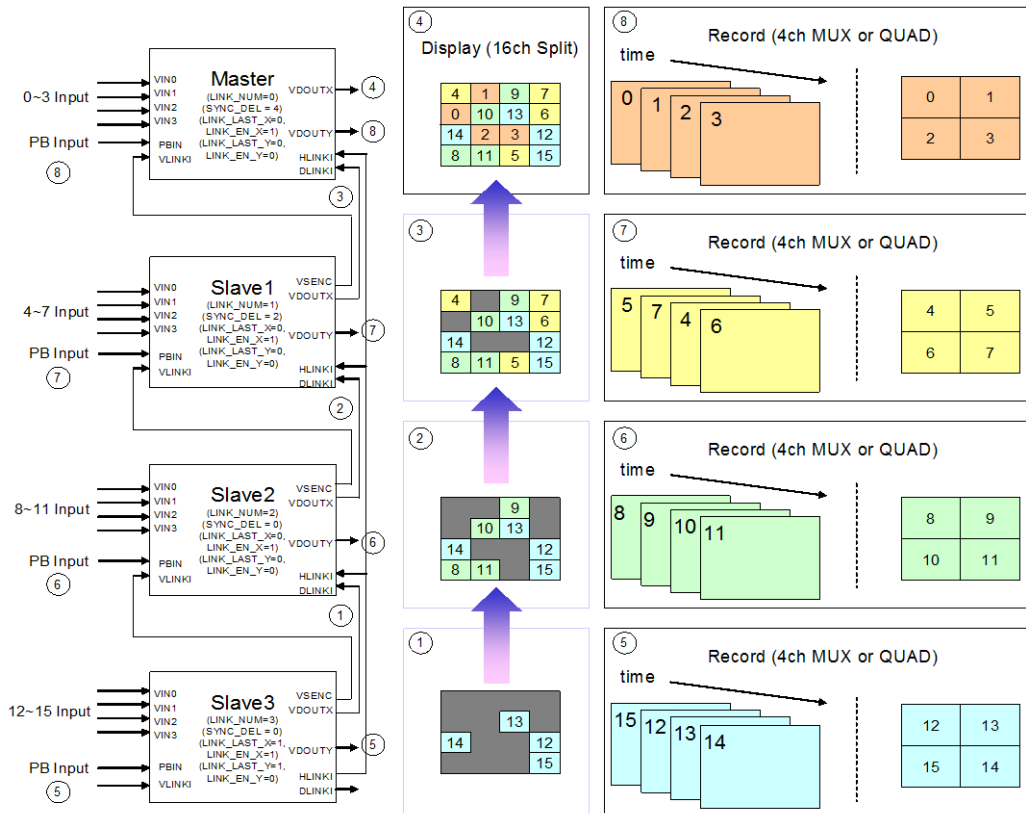 Master
(LINK_NUM=0)
(SYNC_DEL = 4)
(LINK_LAST_X=0,
LINK_EN_X=1)
(LINK_LAST_Y=0,
LINK_EN_Y=0)
0~3 Input
PB Input
8
VIN0
VIN1
VIN2
VIN3
PBIN
VLINKI
VDOUTX
VDOUTY
HLINKI
DLINKI
4
8
3
Slave1
(LINK_NUM=1)
(SYNC_DEL = 2)
(LINK_LAST_X=0,
LINK_EN_X=1)
(LINK_LAST_Y=0,
LINK_EN_Y=0)
4~7 Input
PB Input
7
VIN0
VIN1
VIN2
VIN3
PBIN
VLINKI
VSENC
VDOUTX
VDOUTY
HLINKI
DLINKI
7
2
Slave2
(LINK_NUM=2)
(SYNC_DEL = 0)
(LINK_LAST_X=0,
LINK_EN_X=1)
(LINK_LAST_Y=0,
LINK_EN_Y=0)
8~11 Input
PB Input
6
VIN0
VIN1
VIN2
VIN3
PBIN
VLINKI
VSENC
VDOUTX
VDOUTY
HLINKI
DLINKI
6
1
Slave3
(LINK_NUM=3)
(SYNC_DEL = 0)
(LINK_LAST_X=1,
LINK_EN_X=1)
(LINK_LAST_Y=1,
LINK_EN_Y=0)
12~15 Input
PB Input
5
VIN0
VIN1
VIN2
VIN3
PBIN
VLINKI
VSENC
VDOUTX
VDOUTY
HLINKI
DLINKI
5
4
Display (16ch Split)
4 1 9 7
0 10 13 6
14 2 3 12
8 11 5 15
3
4 9 7
10 13 6
14 12
8 11 5 15
2
9
10 13
14 12
8 11 15
1
13
14 12
15
8
Record (4ch MUX or QUAD)
time
0 1 2 3
0 1
2 3
7
Record (4ch MUX or QUAD)
time
5 7 4 6
4 5
6 7
6
Record (4ch MUX or QUAD)
time
8 9 10 11
8 9
10 11
5
Record (4ch MUX or QUAD)
time
15 12 13 14
12 13
15 14